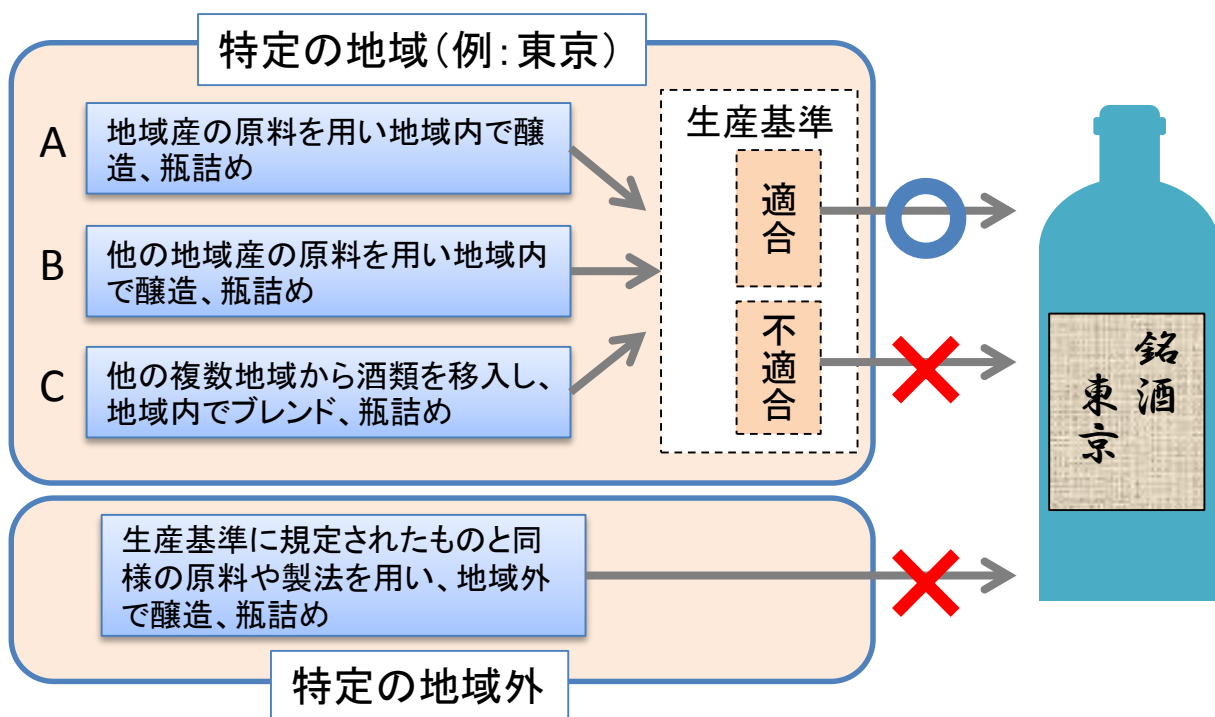 特定の地域(例:東京)
A
地域産の原料を用い地域内で醸
造、瓶詰め
B
他の地域産の原料を用い地域内
で醸造、瓶詰め
C
他の複数地域から酒類を移入し、
地域内でブレンド、瓶詰め
生産基準
適合
不適合
銘酒
東京
生産基準に規定されたものと同
様の原料や製法を用い、地域外
で醸造、瓶詰め
特定の地域外